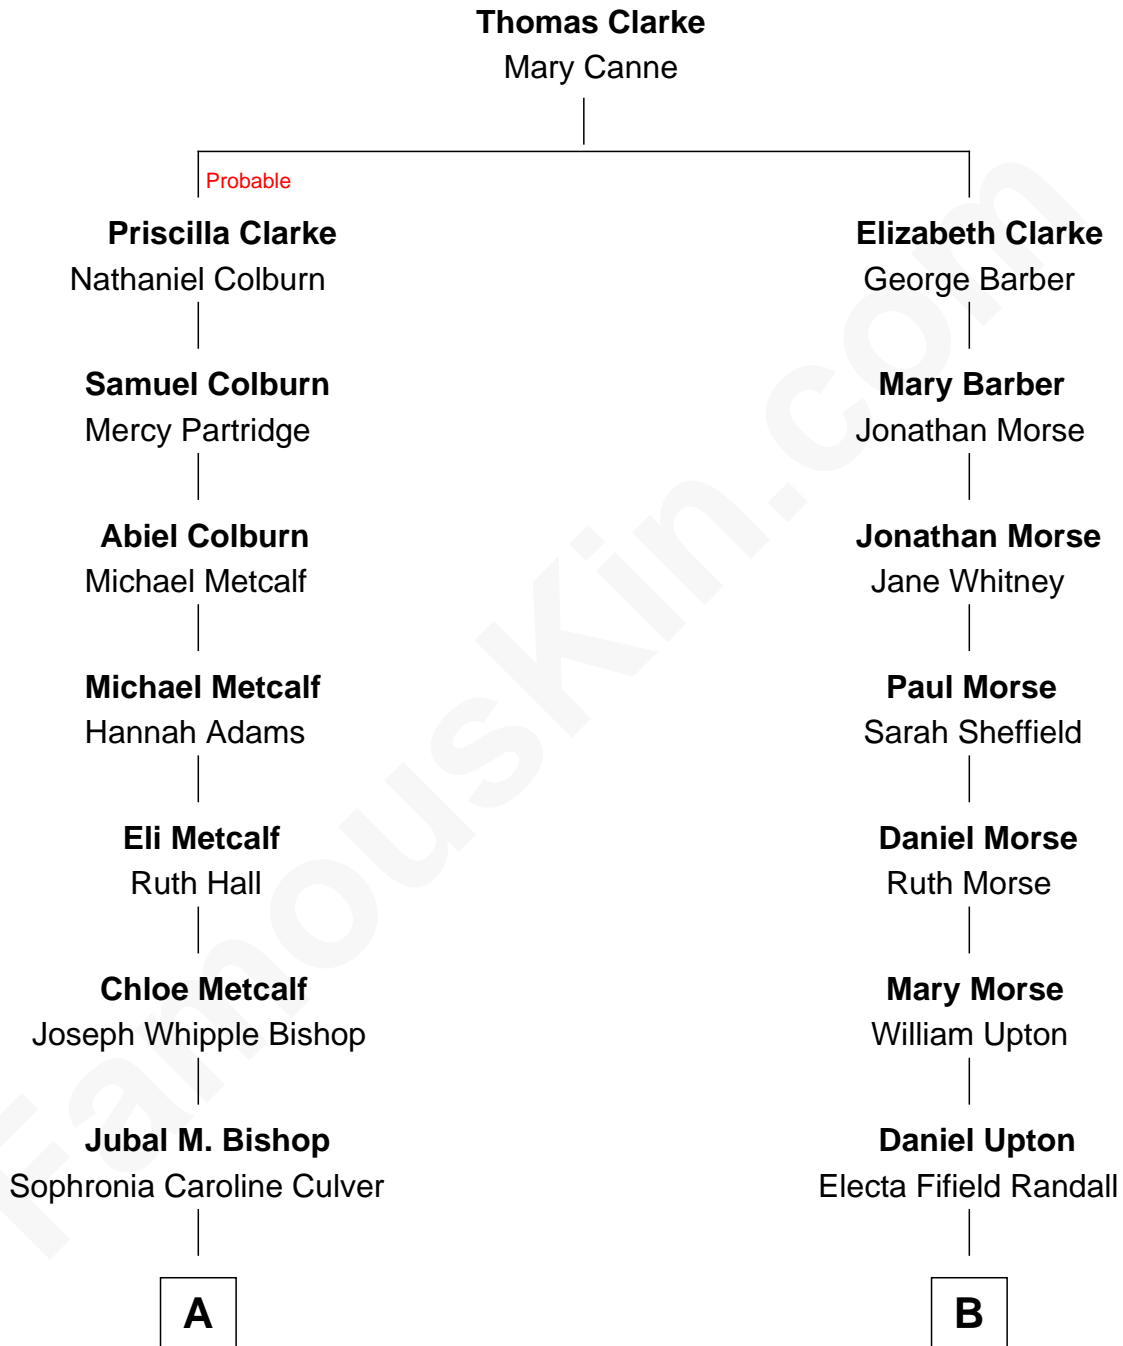 Thomas Clarke
Mary Canne
Probable
Priscilla Clarke
Nathaniel Colburn
Samuel Colburn
Mercy Partridge
Abiel Colburn
Michael Metcalf
Michael Metcalf
Hannah Adams
Eli Metcalf
Ruth Hall
Chloe Metcalf
Joseph Whipple Bishop
Jubal M. Bishop
Sophronia Caroline Culver
A
Elizabeth Clarke
George Barber
Mary Barber
Jonathan Morse
Jonathan Morse
Jane Whitney
Paul Morse
Sarah Sheffield
Daniel Morse
Ruth Morse
Mary Morse
William Upton
Daniel Upton
Electa Fifield Randall
B
FamousKin.com